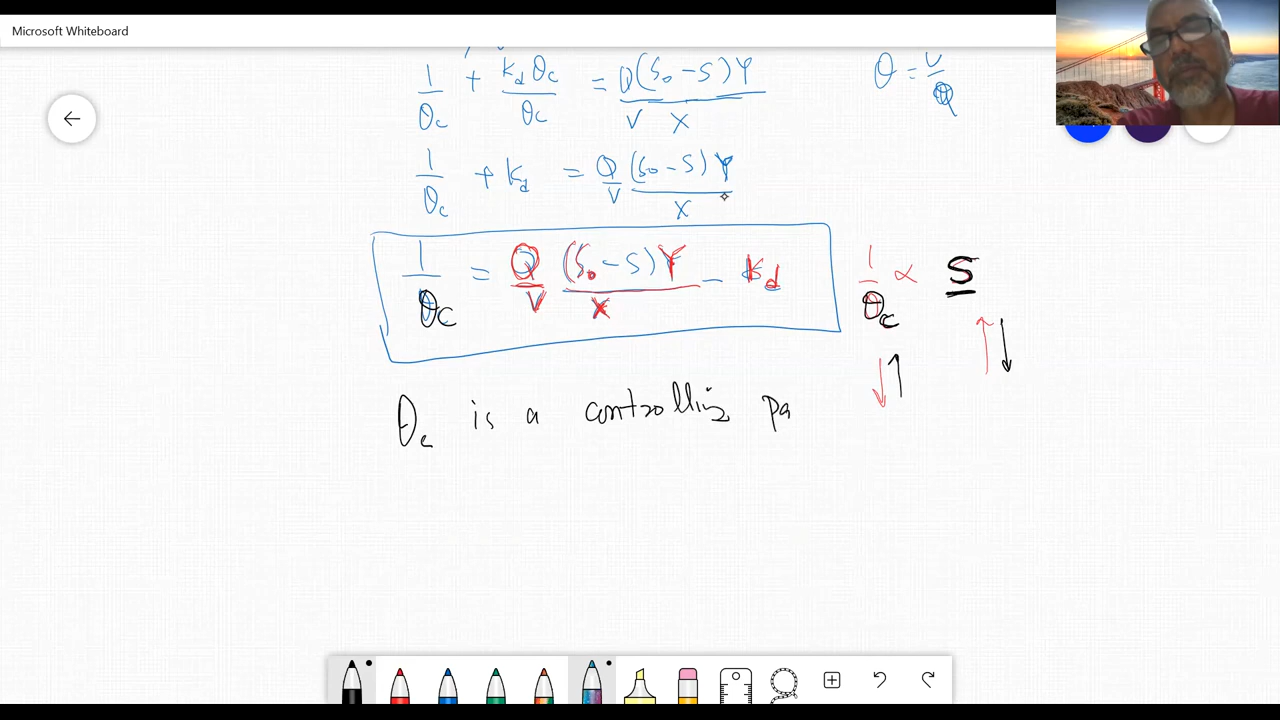 Microsoft Whiteboard
1/θc + kdθc/θc = Q(S0 - S)Y / V X
θ = V/Q
1/θc + kd = Q/V (S0 - S)Y / X
1/θc = Q/V (S0 - S)Y / X - kd
1/θc ∝ S
θc is a controlling pa